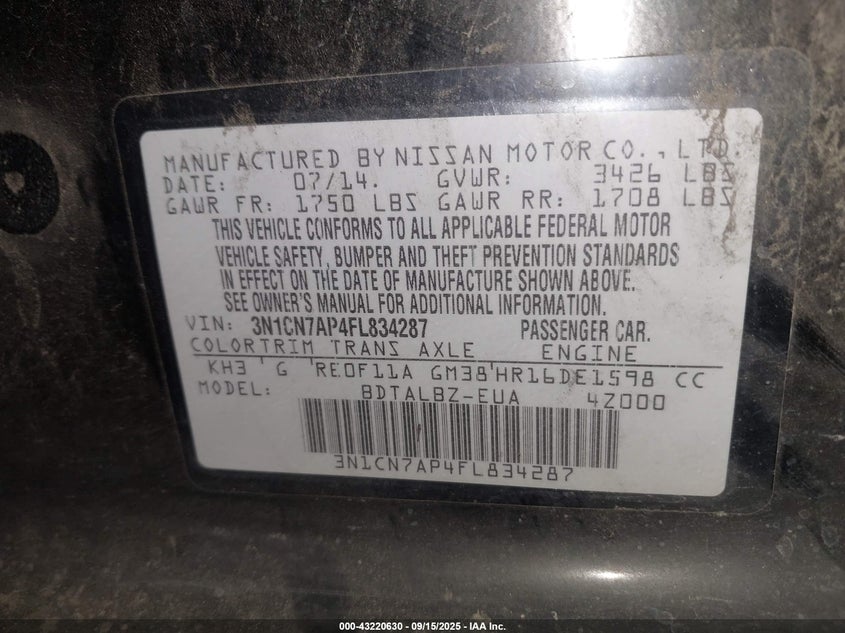 MANUFACTURED BY NISSAN MOTOR CO., LTD.
DATE: 07/14. GVWR: 3426 LBS
GAWR FR: 1750 LBS GAWR RR: 1708 LBS
THIS VEHICLE CONFORMS TO ALL APPLICABLE FEDERAL MOTOR
VEHICLE SAFETY, BUMPER AND THEFT PREVENTION STANDARDS
IN EFFECT ON THE DATE OF MANUFACTURE SHOWN ABOVE.
SEE OWNER'S MANUAL FOR ADDITIONAL INFORMATION.
VIN: 3N1CN7AP4FL834287 PASSENGER CAR.
COLOR TRIM TRANS AXLE ENGINE
KH3 ' G 'RE0F11A GM38'HR16DE1598 CC
MODEL: BDTALBZ-EUA 4Z000
3N1CN7AP4FL834287
000-43220630 - 09/15/2025 - IAA Inc.